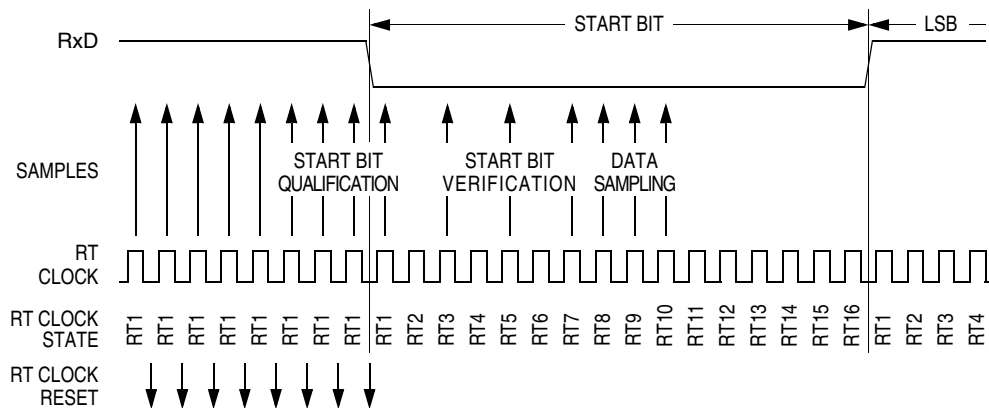 START BIT
LSB
RxD
SAMPLES
START BIT
QUALIFICATION
START BIT
VERIFICATION
DATA
SAMPLING
RT
CLOCK
RT CLOCK
STATE
RT1 RT1 RT1 RT1 RT1 RT1 RT1 RT1 RT1 RT2 RT3 RT4 RT5 RT6 RT7 RT8 RT9 RT10 RT11 RT12 RT13 RT14 RT15 RT16 RT1 RT2 RT3 RT4
RT CLOCK
RESET